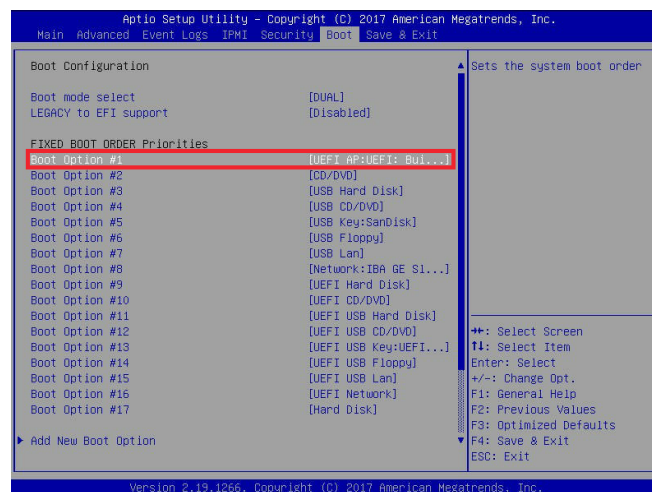 Aptio Setup Utility – Copyright (C) 2017 American Megatrends, Inc.
Main Advanced Event Logs IPMI Security Boot Save & Exit
Boot Configuration
Sets the system boot order
Boot mode select [DUAL]
LEGACY to EFI support [Disabled]
FIXED BOOT ORDER Priorities
Boot Option #1 [UEFI AP:UEFI: Bui...]
Boot Option #2 [CD/DVD]
Boot Option #3 [USB Hard Disk]
Boot Option #4 [USB CD/DVD]
Boot Option #5 [USB Key:SanDisk]
Boot Option #6 [USB Floppy]
Boot Option #7 [USB Lan]
Boot Option #8 [Network:IBA GE Sl...]
Boot Option #9 [UEFI Hard Disk]
Boot Option #10 [UEFI CD/DVD]
Boot Option #11 [UEFI USB Hard Disk]
Boot Option #12 [UEFI USB CD/DVD]
Boot Option #13 [UEFI USB Key:UEFI...]
Boot Option #14 [UEFI USB Floppy]
Boot Option #15 [UEFI USB Lan]
Boot Option #16 [UEFI Network]
Boot Option #17 [Hard Disk]
Add New Boot Option
→←: Select Screen
↑↓: Select Item
Enter: Select
+/-: Change Opt.
F1: General Help
F2: Previous Values
F3: Optimized Defaults
F4: Save & Exit
ESC: Exit
Version 2.19.1266. Copyright (C) 2017 American Megatrends, Inc.